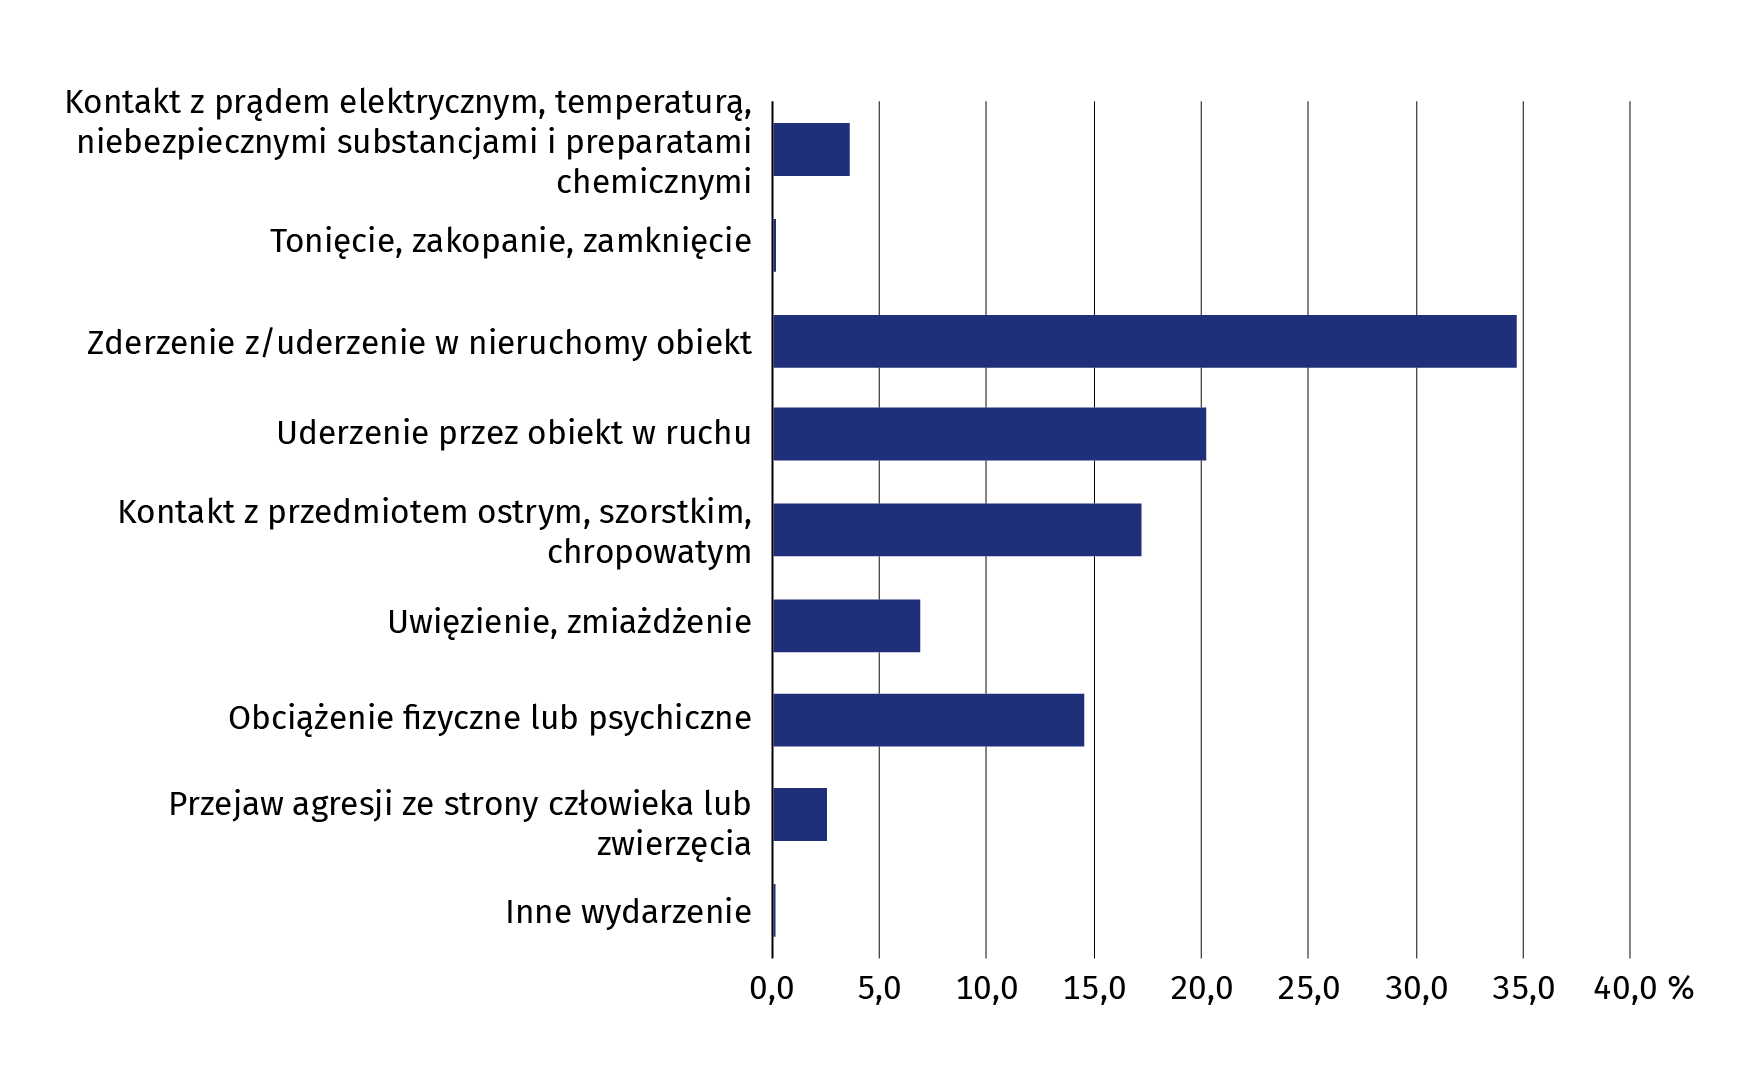 Kontakt z prądem elektrycznym, temperaturą,
niebezpiecznymi substancjami i preparatami
chemicznymi
Tonięcie, zakopanie, zamknięcie
Zderzenie z/uderzenie w nieruchomy obiekt
Uderzenie przez obiekt w ruchu
Kontakt z przedmiotem ostrym, szorstkim,
chropowatym
Uwięzienie, zmiażdżenie
Obciążenie fizyczne lub psychiczne
Przejaw agresji ze strony człowieka lub
zwierzęcia
Inne wydarzenie
0,0 5,0 10,0 15,0 20,0 25,0 30,0 35,0 40,0 %